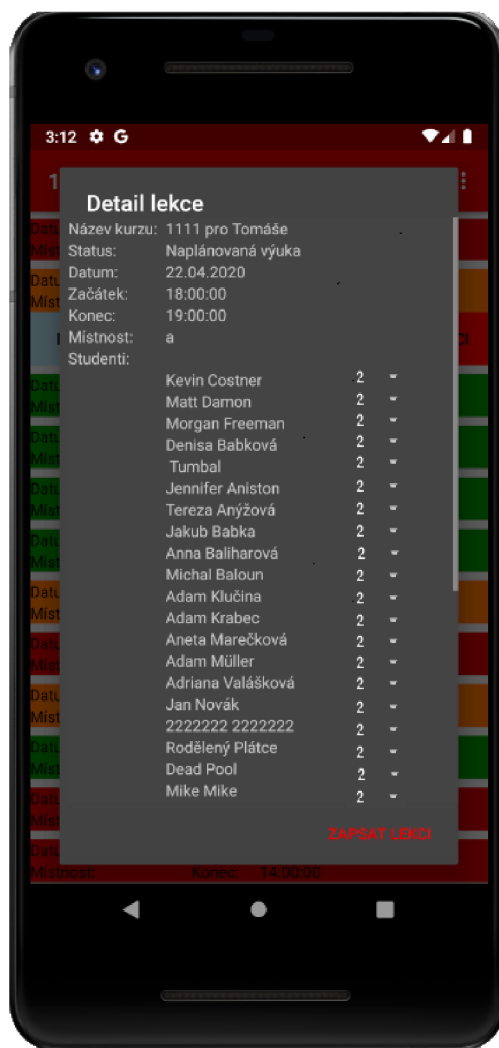 3:12 G
1
Detail lekce
Název kurzu: 1111 pro Tomáše
Status: Naplánovaná výuka
Datum: 22.04.2020
Začátek: 18:00:00
Konec: 19:00:00
Místnost: a
Studenti:
Kevin Costner 2
Matt Damon 2
Morgan Freeman 2
Denisa Babková 2
Tumbal 2
Jennifer Aniston 2
Tereza Anýžová 2
Jakub Babka 2
Anna Baliharová 2
Michal Baloun 2
Adam Klučina 2
Adam Krabec 2
Aneta Marečková 2
Adam Müller 2
Adriana Valášková 2
Jan Novák 2
2222222 2222222 2
Rodělený Plátce 2
Dead Pool 2
Mike Mike 2
ZAPSAT LEKCI
Místnost: Konec: 14:00:00